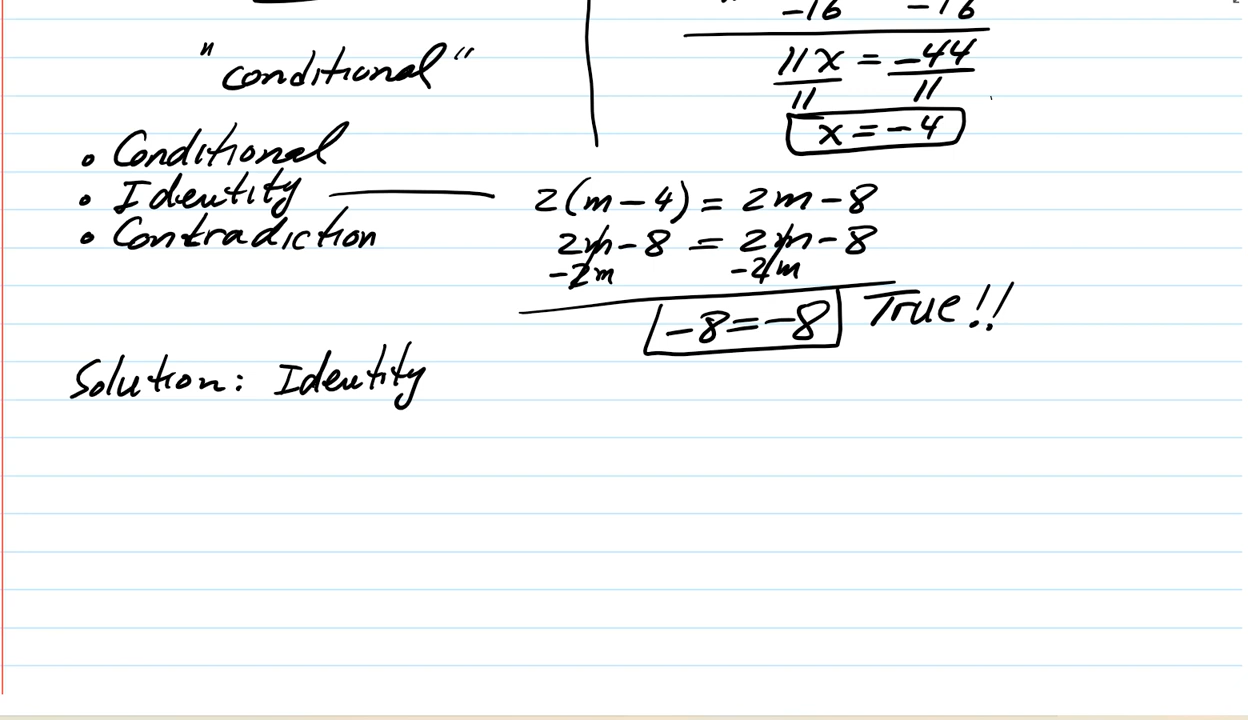 -16 -16
"conditional"
11x = -44
11 11
x = -4
• Conditional
• Identity
• Contradiction
2(m-4) = 2m-8
2m-8 = 2m-8
-2m -2m
-8=-8 True!!
Solution: Identity